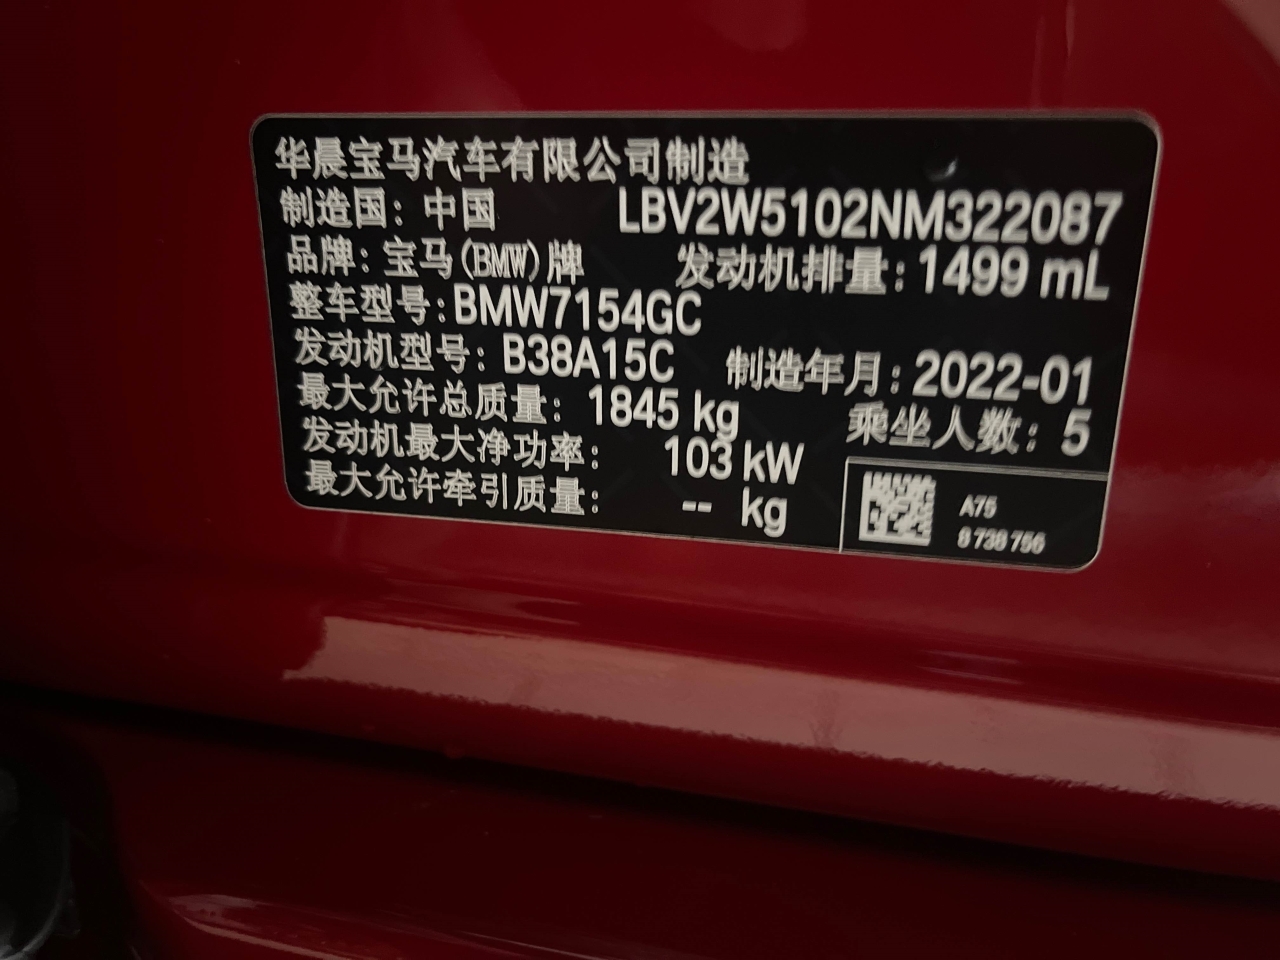 华晨宝马汽车有限公司制造
制造国：中国 LBV2W5102NM322087
品牌：宝马(BMW)牌 发动机排量：1499 mL
整车型号：BMW7154GC
发动机型号：B38A15C 制造年月：2022-01
最大允许总质量：1845 kg 乘坐人数：5
发动机最大净功率：103 kW
最大允许牵引质量：-- kg
A75
8 738 756